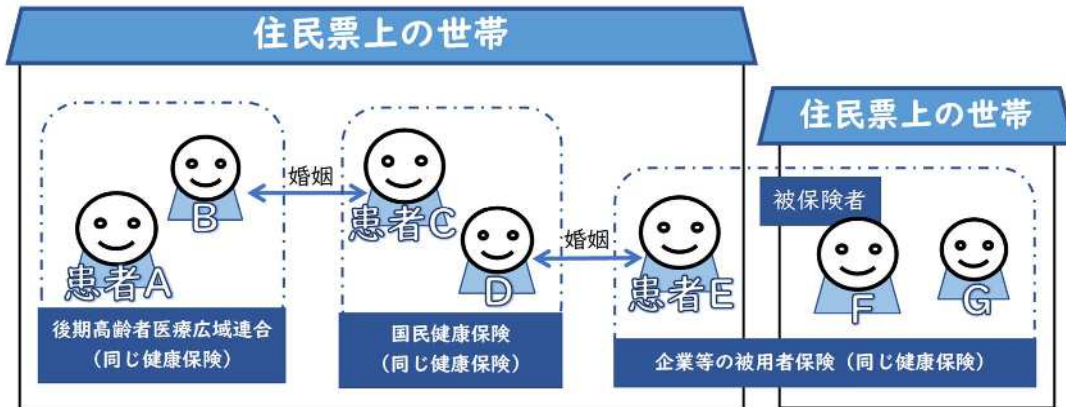 住民票上の世帯
住民票上の世帯
婚姻
被保険者
B
患者C
婚姻
患者A
D
患者E
F
G
後期高齢者医療広域連合
（同じ健康保険）
国民健康保険
（同じ健康保険）
企業等の被用者保険（同じ健康保険）